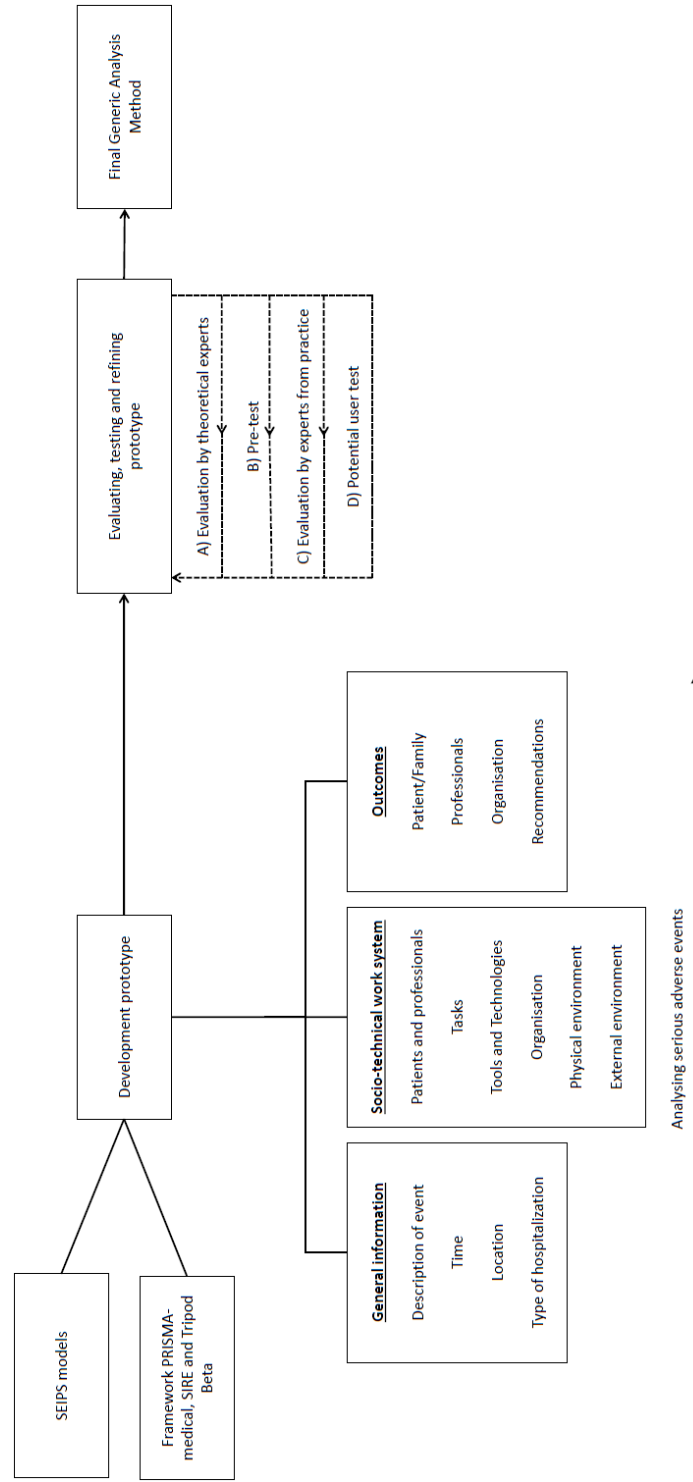 SEIPS models
Framework PRISMA-
medical, SIRE and Tripod
Beta
Development prototype
General information
Description of event
Time
Location
Type of hospitalization
Socio-technical work system
Patients and professionals
Tasks
Tools and Technologies
Organisation
Physical environment
External environment
Outcomes
Patient/Family
Professionals
Organisation
Recommendations
Analysing serious adverse events
Evaluating, testing and refining
prototype
A) Evaluation by theoretical experts
B) Pre-test
C) Evaluation by experts from practice
D) Potential user test
Final Generic Analysis
Method